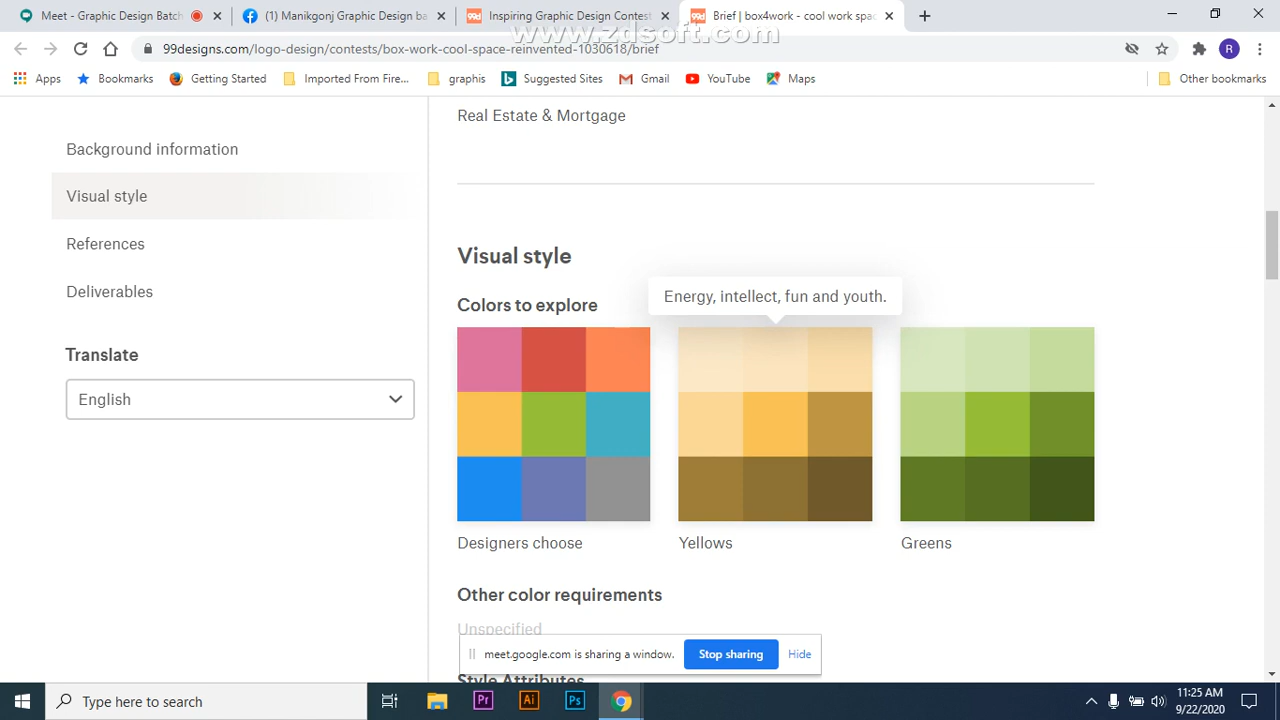 Meet - Graphic Design Batch
(1) Manikgonj Graphic Design b
Inspiring Graphic Design Contest
Brief | box4work - cool work spac
www.zdsoft.com
99designs.com/logo-design/contests/box-work-cool-space-reinvented-1030618/brief
R
Apps
Bookmarks
Getting Started
Imported From Fire...
graphis
Suggested Sites
Gmail
YouTube
Maps
Other bookmarks
Real Estate & Mortgage
Background information
Visual style
References
Deliverables
Translate
English
Visual style
Energy, intellect, fun and youth.
Colors to explore
Designers choose
Yellows
Greens
Other color requirements
Unspecified
meet.google.com is sharing a window.
Stop sharing
Hide
Style Attributes
Type here to search
Pr
Ai
Ps
11:25 AM
9/22/2020